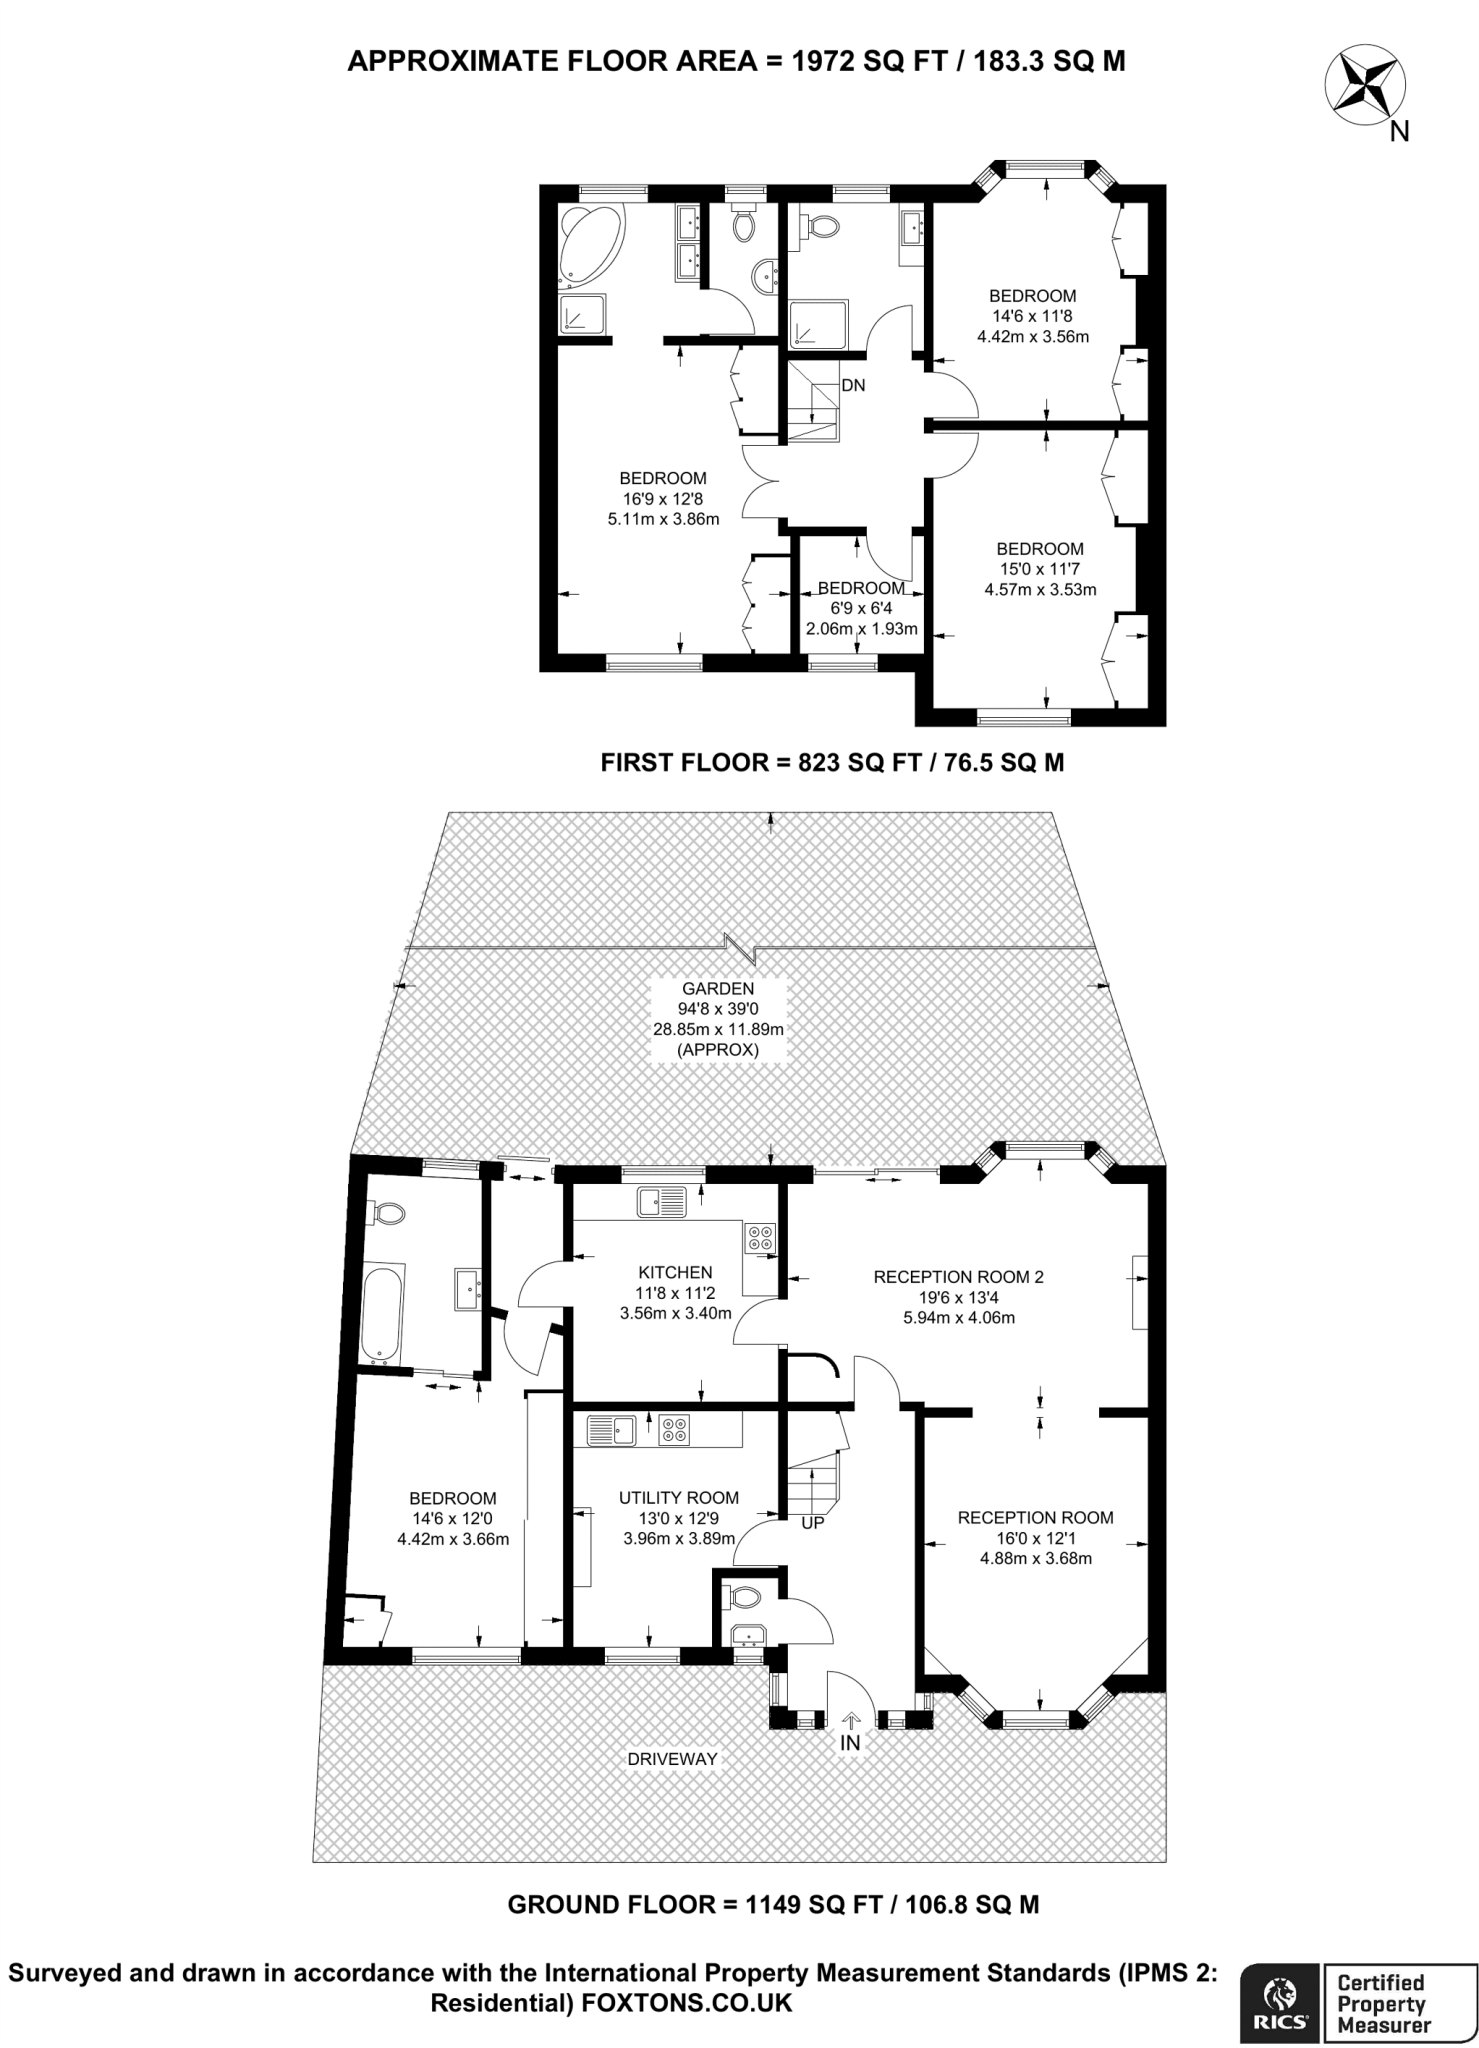 APPROXIMATE FLOOR AREA = 1972 SQ FT / 183.3 SQ M
N
BEDROOM
14'6 x 11'8
4.42m x 3.56m
DN
BEDROOM
16'9 x 12'8
5.11m x 3.86m
BEDROOM
15'0 x 11'7
4.57m x 3.53m
BEDROOM
6'9 x 6'4
2.06m x 1.93m
FIRST FLOOR = 823 SQ FT / 76.5 SQ M
GARDEN
94'8 x 39'0
28.85m x 11.89m
(APPROX)
KITCHEN
11'8 x 11'2
3.56m x 3.40m
RECEPTION ROOM 2
19'6 x 13'4
5.94m x 4.06m
BEDROOM
14'6 x 12'0
4.42m x 3.66m
UTILITY ROOM
13'0 x 12'9
3.96m x 3.89m
UP
RECEPTION ROOM
16'0 x 12'1
4.88m x 3.68m
IN
DRIVEWAY
GROUND FLOOR = 1149 SQ FT / 106.8 SQ M
Surveyed and drawn in accordance with the International Property Measurement Standards (IPMS 2:
Residential) FOXTONS.CO.UK
RICS
Certified
Property
Measurer